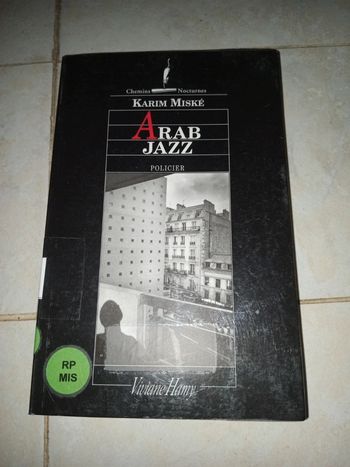 Chemins Nocturnes
KARIM MISKÉ
ARAB
JAZZ
POLICIER
RP
MIS
Viviane Hamy